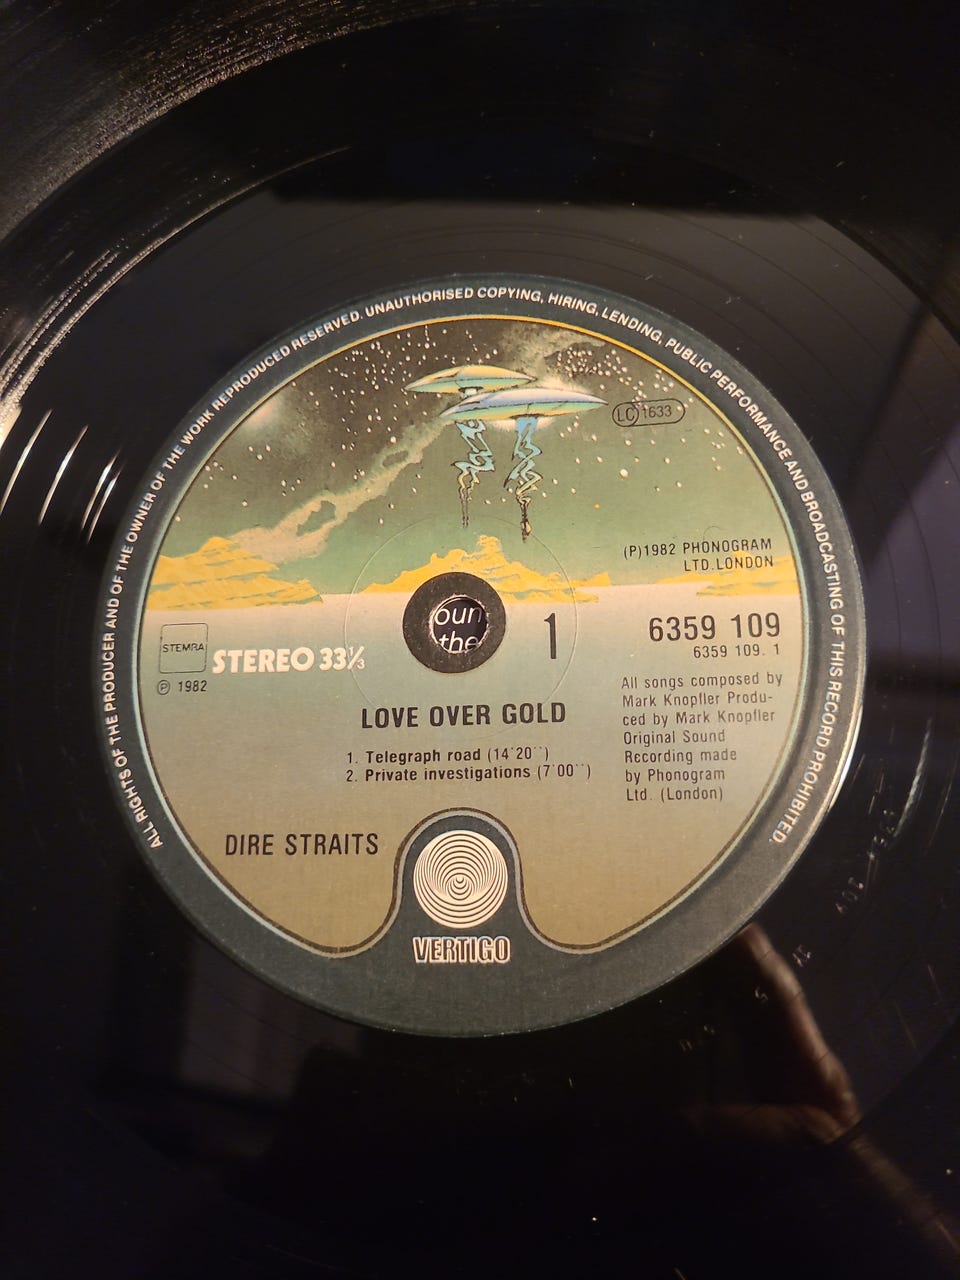 ALL RIGHTS OF THE PRODUCER AND OF THE OWNER OF THE WORK REPRODUCED RESERVED. UNAUTHORISED COPYING, HIRING, LENDING, PUBLIC PERFORMANCE AND BROADCASTING OF THIS RECORD PROHIBITED.
LC 1633
(P)1982 PHONOGRAM
LTD.LONDON
oun
the
1
6359 109
6359 109. 1
STEMRA
STEREO 33⅓
℗ 1982
All songs composed by
Mark Knopfler Produ-
ced by Mark Knopfler
Original Sound
Recording made
by Phonogram
Ltd. (London)
LOVE OVER GOLD
1. Telegraph road (14'20'')
2. Private investigations (7'00'')
DIRE STRAITS
VERTIGO